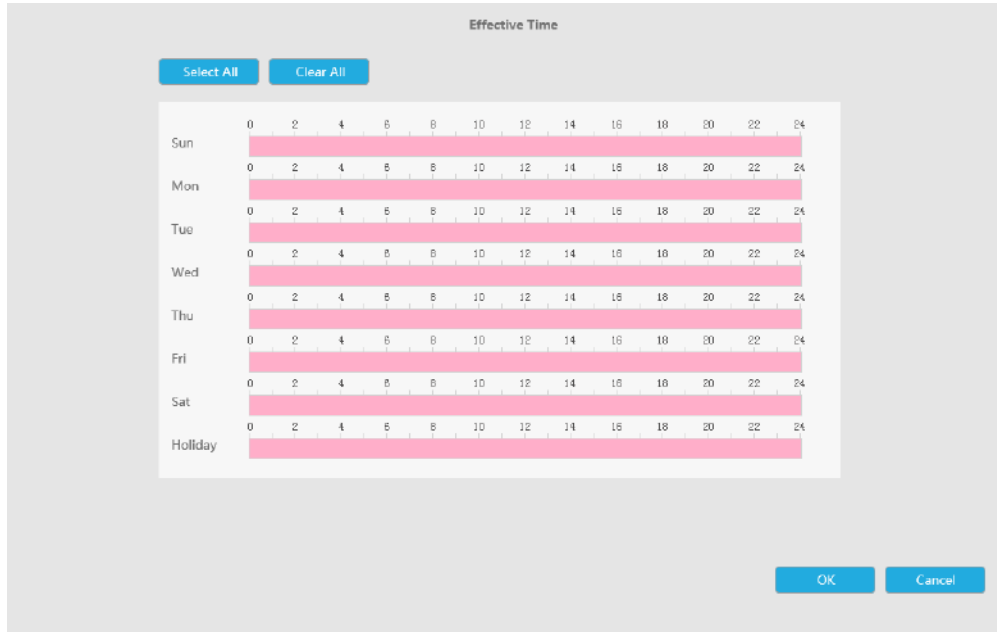 Effective Time
Select All Clear All
0 2 4 6 8 10 12 14 16 18 20 22 24
Sun
0 2 4 6 8 10 12 14 16 18 20 22 24
Mon
0 2 4 6 8 10 12 14 16 18 20 22 24
Tue
0 2 4 6 8 10 12 14 16 18 20 22 24
Wed
0 2 4 6 8 10 12 14 16 18 20 22 24
Thu
0 2 4 6 8 10 12 14 16 18 20 22 24
Fri
0 2 4 6 8 10 12 14 16 18 20 22 24
Sat
0 2 4 6 8 10 12 14 16 18 20 22 24
Holiday
OK Cancel